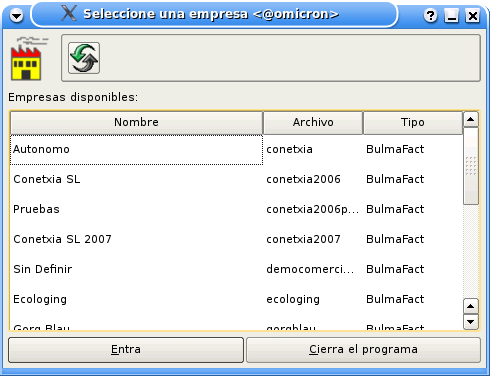 Seleccione una empresa <@omicron>
Empresas disponibles:
Nombre Archivo Tipo
Autonomo conetxia BulmaFact
Conetxia SL conetxia2006 BulmaFact
Pruebas conetxia2006p... BulmaFact
Conetxia SL 2007 conetxia2007 BulmaFact
Sin Definir democomerci... BulmaFact
Ecologing ecologing BulmaFact
Gorg Blau gorgblau BulmaFact
Entra Cierra el programa